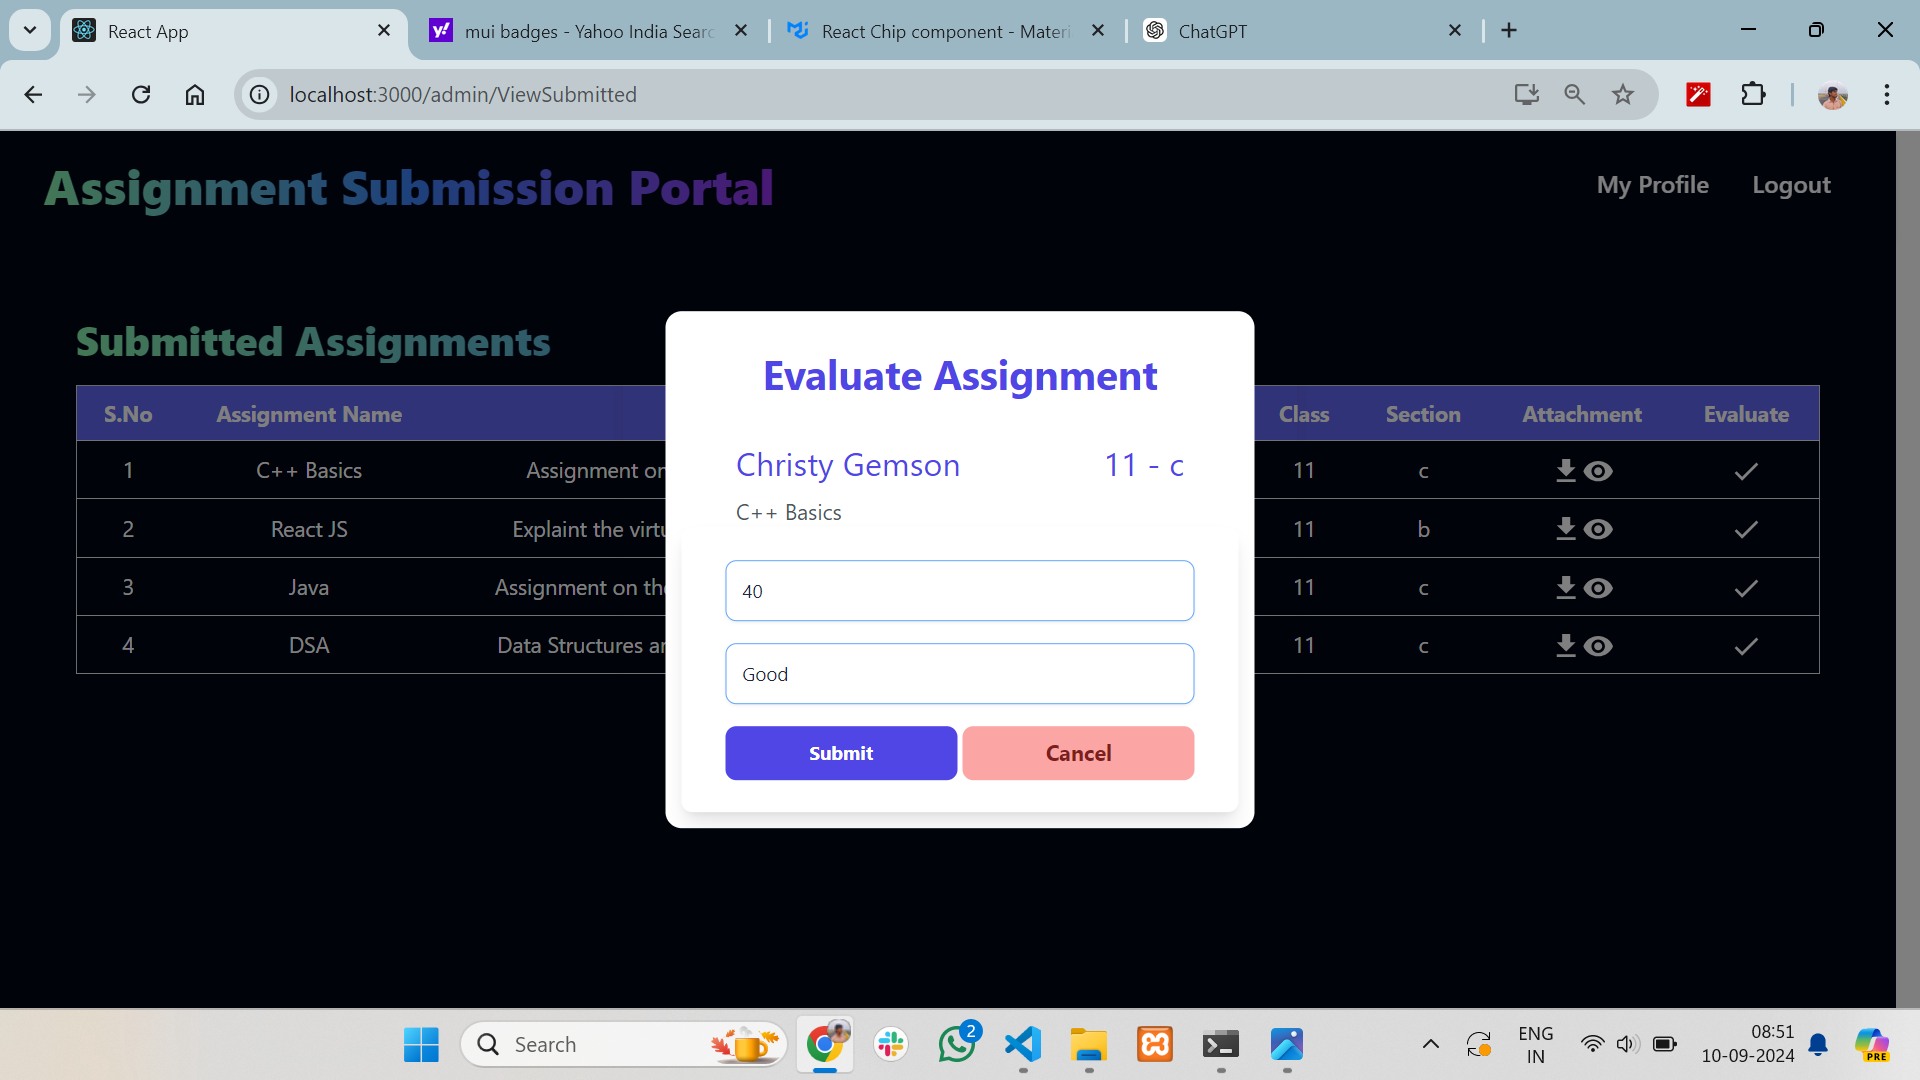 React App
mui badges - Yahoo India Searc
React Chip component - Materi
ChatGPT
localhost:3000/admin/ViewSubmitted
Assignment Submission Portal
My Profile
Logout
Submitted Assignments
S.No Assignment Name Class Section Attachment Evaluate
1 C++ Basics Assignment on 11 c
2 React JS Explaint the virtu 11 b
3 Java Assignment on the 11 c
4 DSA Data Structures ar 11 c
Evaluate Assignment
Christy Gemson 11 - c
C++ Basics
40
Good
Submit Cancel
Search
2
ENG
IN
08:51
10-09-2024
PRE